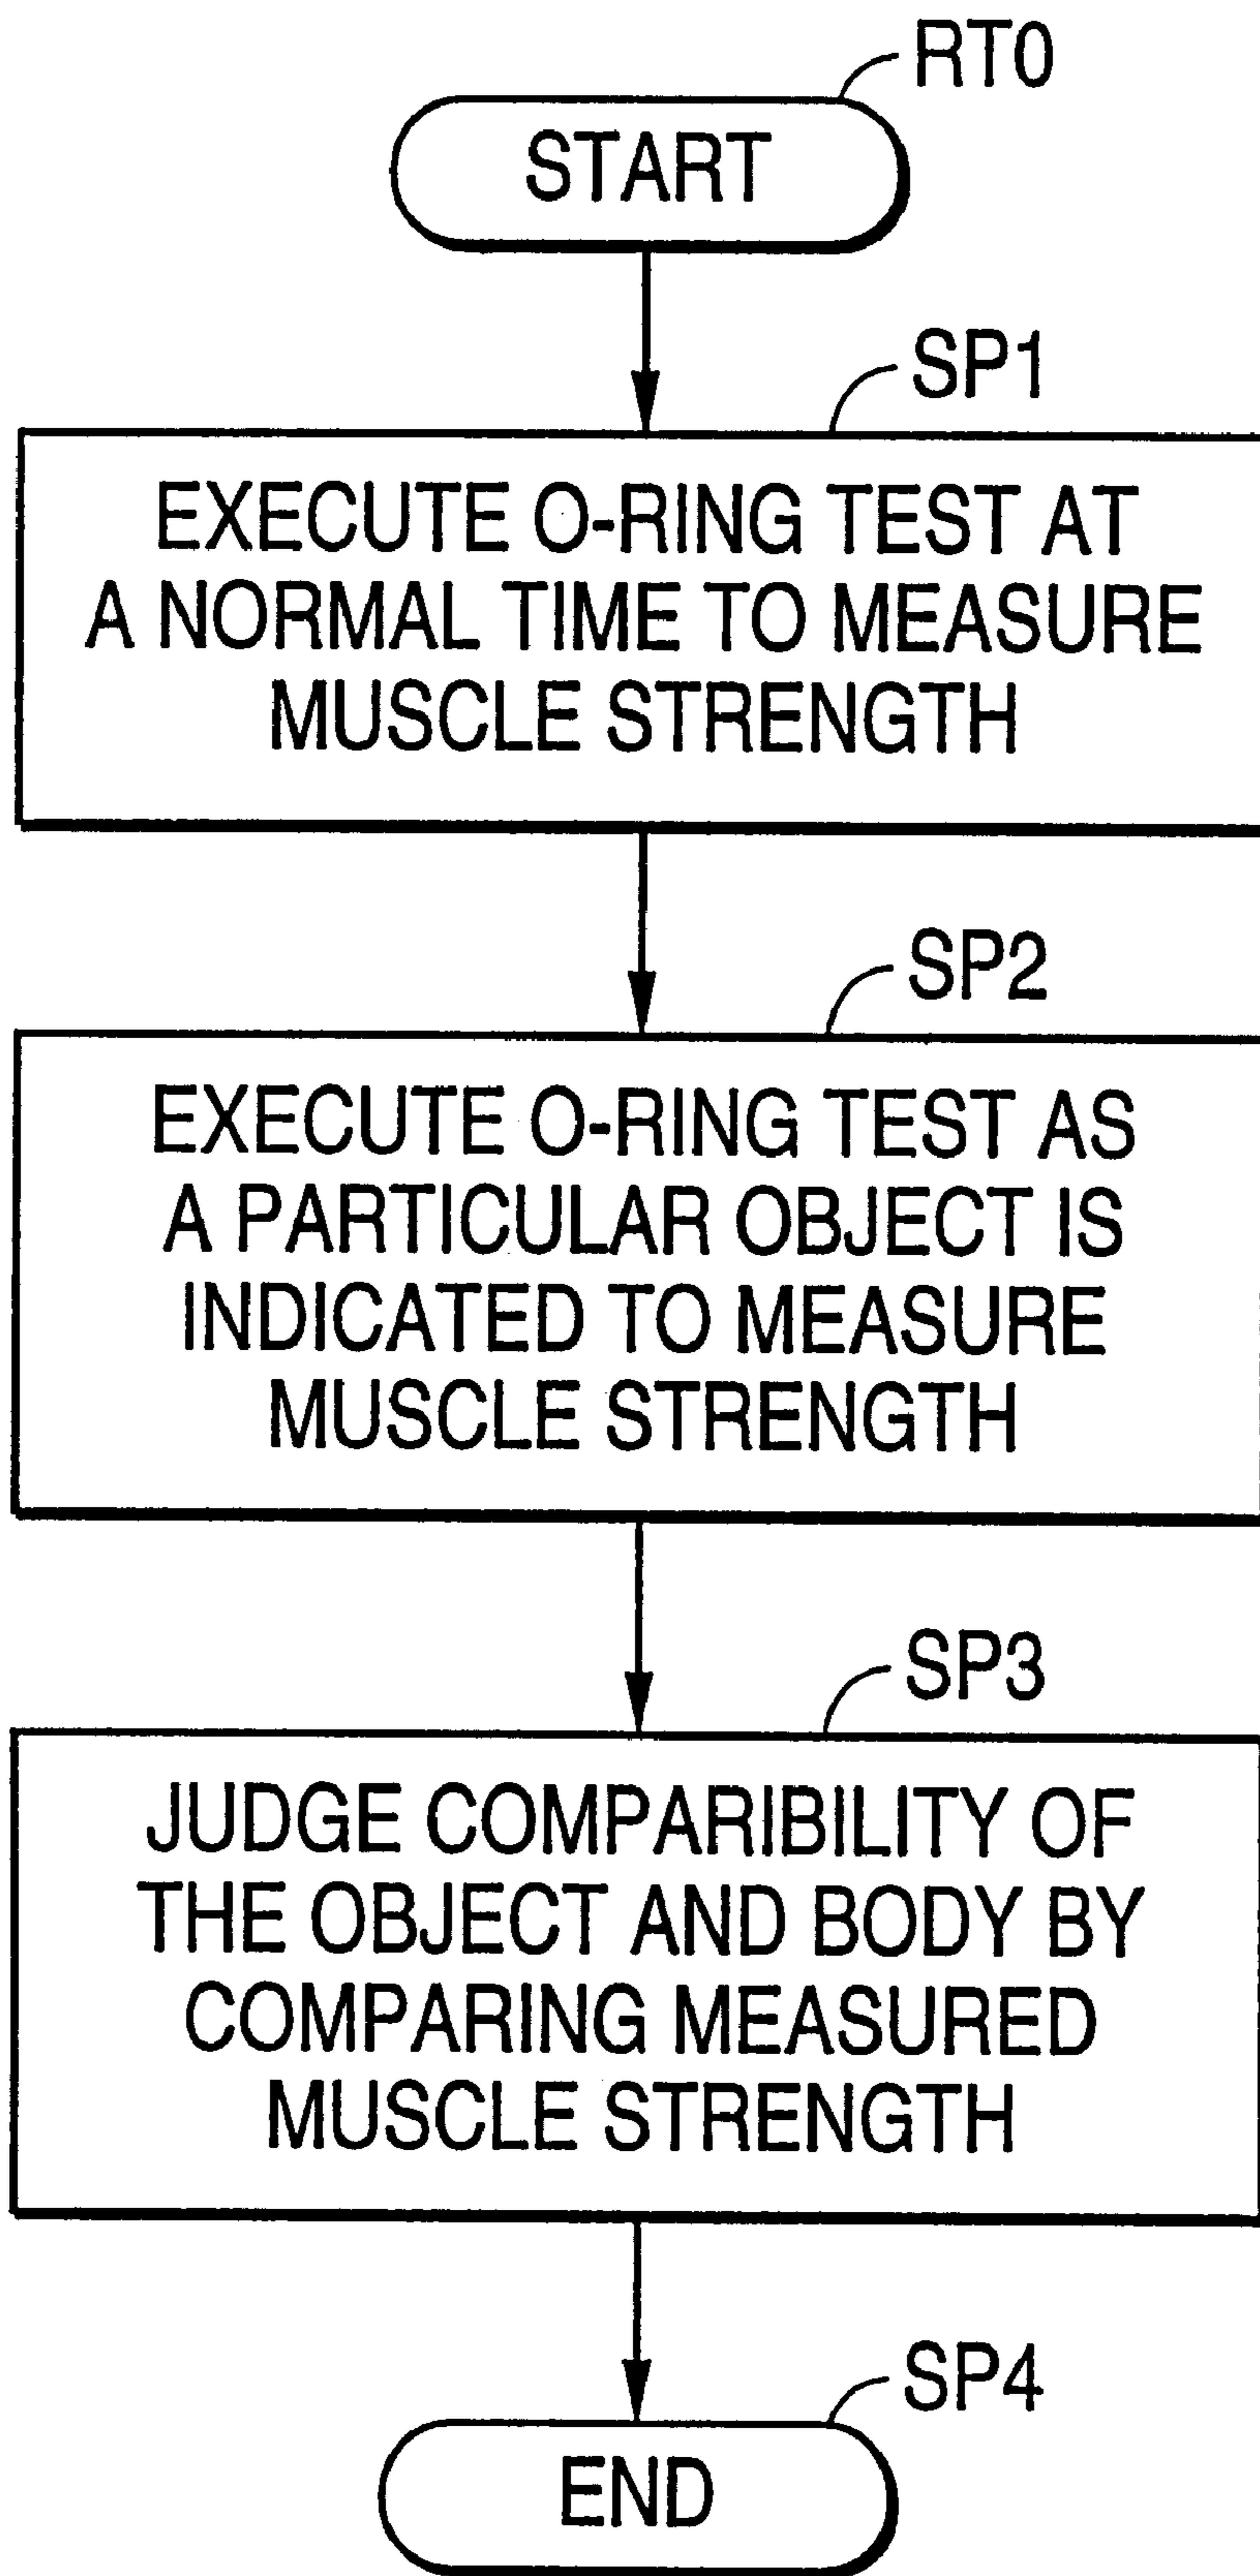 RT0
START
SP1
EXECUTE O-RING TEST AT
A NORMAL TIME TO MEASURE
MUSCLE STRENGTH
SP2
EXECUTE O-RING TEST AS
A PARTICULAR OBJECT IS
INDICATED TO MEASURE
MUSCLE STRENGTH
SP3
JUDGE COMPARIBILITY OF
THE OBJECT AND BODY BY
COMPARING MEASURED
MUSCLE STRENGTH
SP4
END